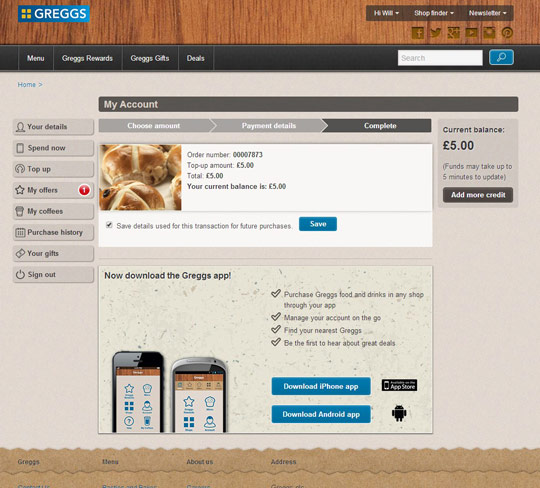 GREGGS
Hi Will
Shop finder
Newsletter
Menu
Greggs Rewards
Greggs Gifts
Deals
Search
Home >
My Account
Your details
Spend now
Top up
My offers
1
My coffees
Purchase history
Your gifts
Sign out
Choose amount
Payment details
Complete
Order number: 00007873
Top-up amount: £5.00
Total: £5.00
Your current balance is: £5.00
Save details used for this transaction for future purchases.
Save
Current balance:
£5.00
(Funds may take up to
5 minutes to update)
Add more credit
Now download the Greggs app!
Purchase Greggs food and drinks in any shop
through your app
Manage your account on the go
Find your nearest Greggs
Be the first to hear about great deals.
Download iPhone app
Available on the
App Store
Download Android app
Greggs
Menu
About us
Address